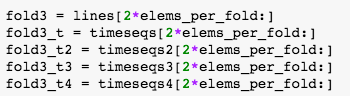 fold3 = lines[2*elems_per_fold:]
fold3_t = timeseqs[2*elems_per_fold:]
fold3_t2 = timeseqs2[2*elems_per_fold:]
fold3_t3 = timeseqs3[2*elems_per_fold:]
fold3_t4 = timeseqs4[2*elems_per_fold:]